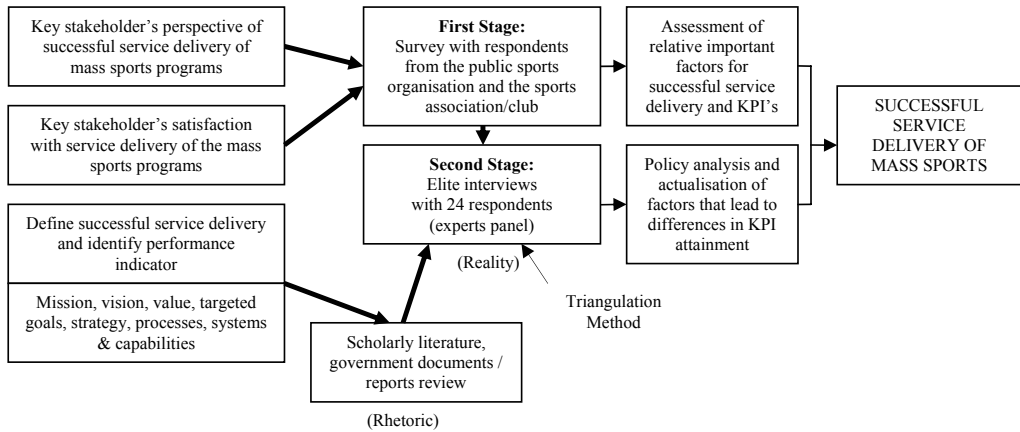 Key stakeholder's perspective of
successful service delivery of
mass sports programs
Key stakeholder's satisfaction
with service delivery of the mass
sports programs
Define successful service delivery
and identify performance
indicator
Mission, vision, value, targeted
goals, strategy, processes, systems
& capabilities
First Stage:
Survey with respondents
from the public sports
organisation and the sports
association/club
Second Stage:
Elite interviews
with 24 respondents
(experts panel)
(Reality)
Triangulation
Method
Scholarly literature,
government documents /
reports review
(Rhetoric)
Assessment of
relative important
factors for
successful service
delivery and KPI's
Policy analysis and
actualisation of
factors that lead to
differences in KPI
attainment
SUCCESSFUL
SERVICE
DELIVERY OF
MASS SPORTS